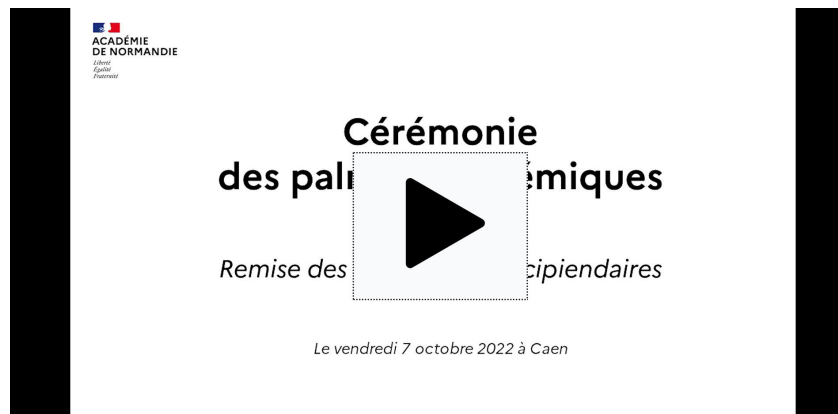 ACADÉMIE
DE NORMANDIE
Liberté
Égalité
Fraternité
Cérémonie
des
Remise des
Le vendredi 7 octobre 2022 à Caen